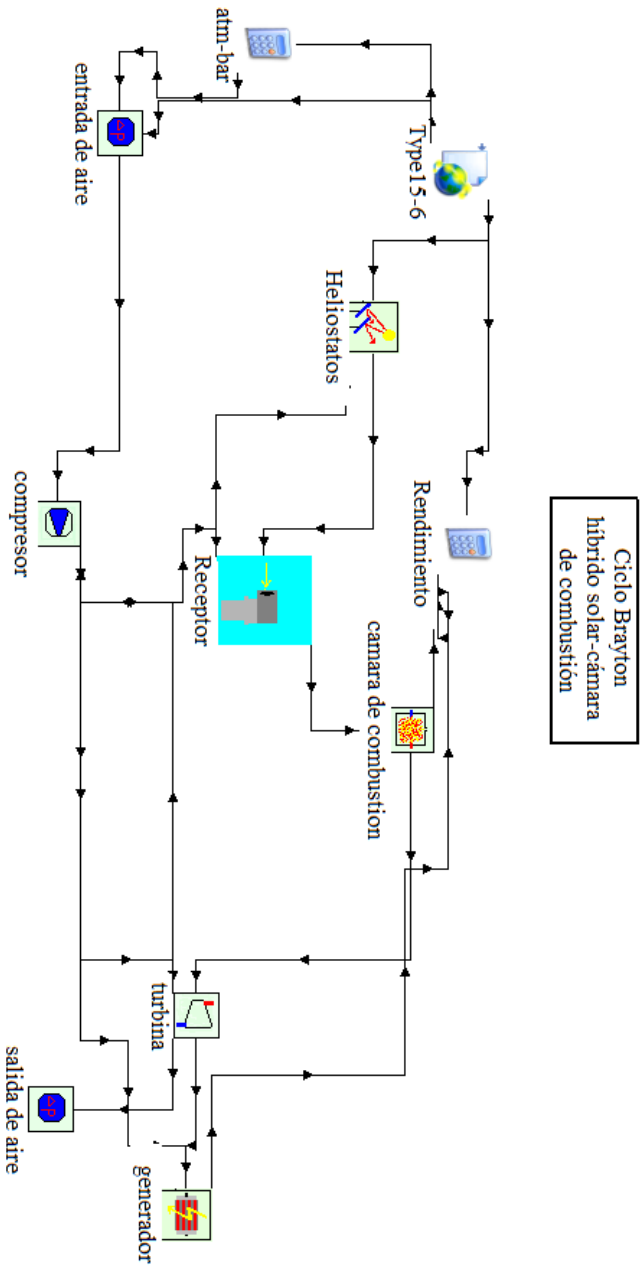 Ciclo Brayton
híbrido solar-cámara
de combustión
Type15-6
atm-bar
entrada de aire
Heliostatos
Rendimiento
compresor
Receptor
camara de combustion
turbina
salida de aire
generador